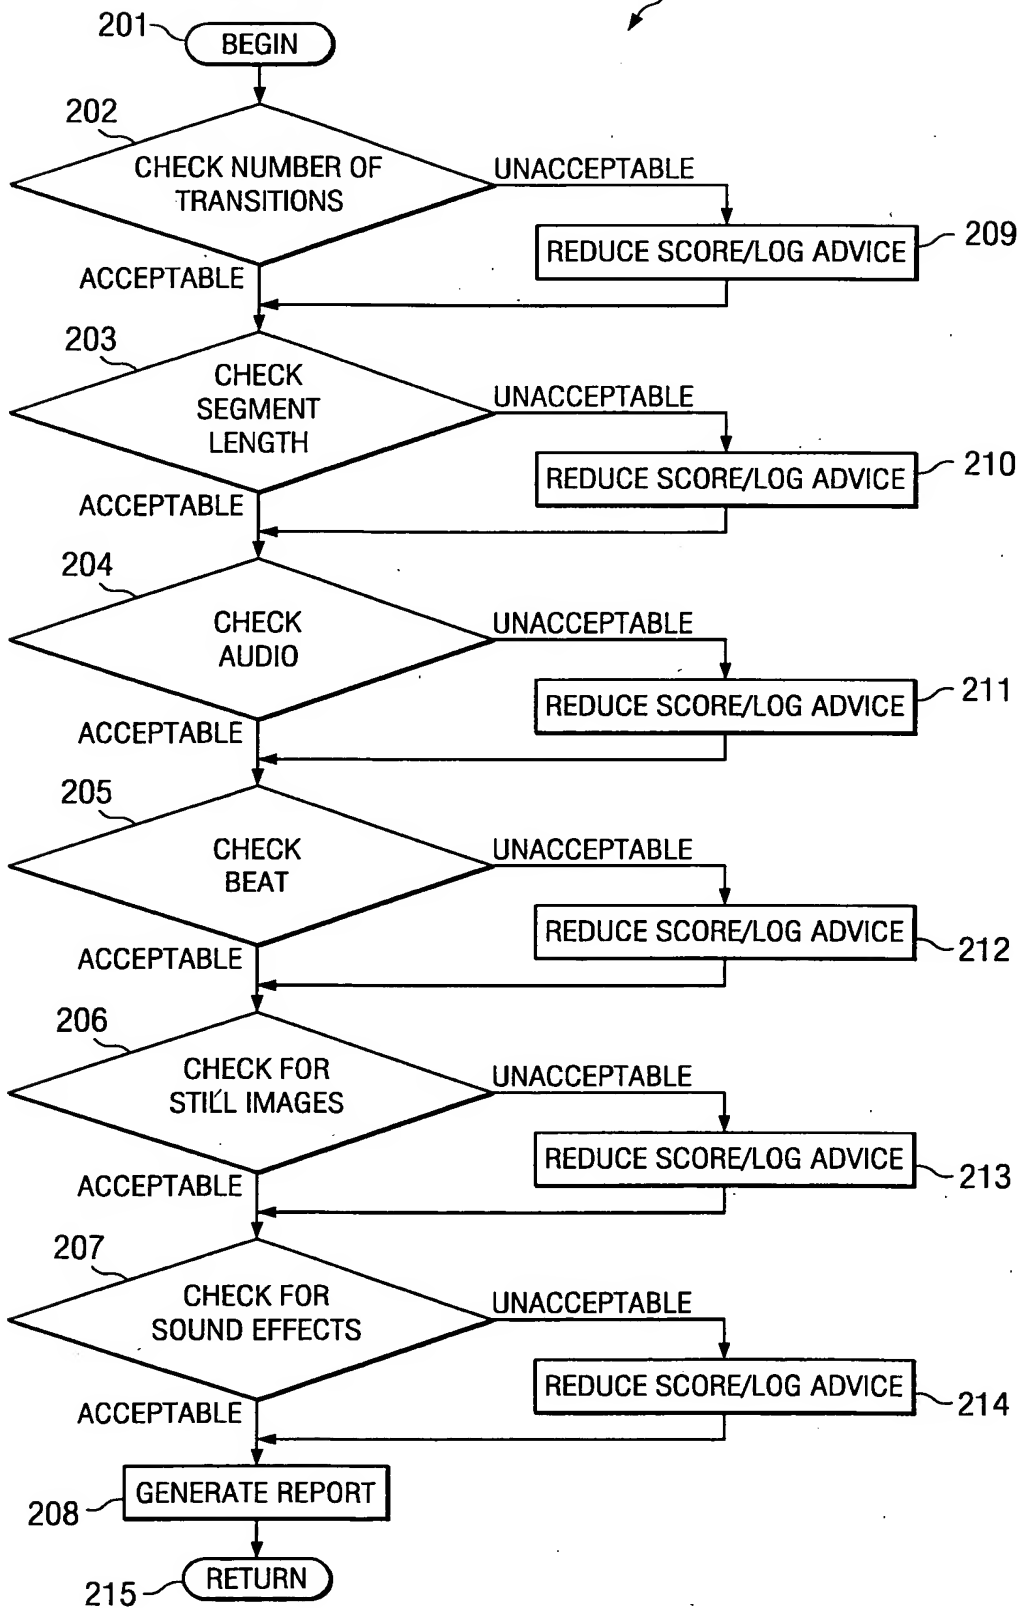 201
BEGIN
202
CHECK NUMBER OF
TRANSITIONS
UNACCEPTABLE
REDUCE SCORE/LOG ADVICE
209
ACCEPTABLE
203
CHECK
SEGMENT
LENGTH
UNACCEPTABLE
REDUCE SCORE/LOG ADVICE
210
ACCEPTABLE
204
CHECK
AUDIO
UNACCEPTABLE
REDUCE SCORE/LOG ADVICE
211
ACCEPTABLE
205
CHECK
BEAT
UNACCEPTABLE
REDUCE SCORE/LOG ADVICE
212
ACCEPTABLE
206
CHECK FOR
STILL IMAGES
UNACCEPTABLE
REDUCE SCORE/LOG ADVICE
213
ACCEPTABLE
207
CHECK FOR
SOUND EFFECTS
UNACCEPTABLE
REDUCE SCORE/LOG ADVICE
214
ACCEPTABLE
GENERATE REPORT
208
RETURN
215